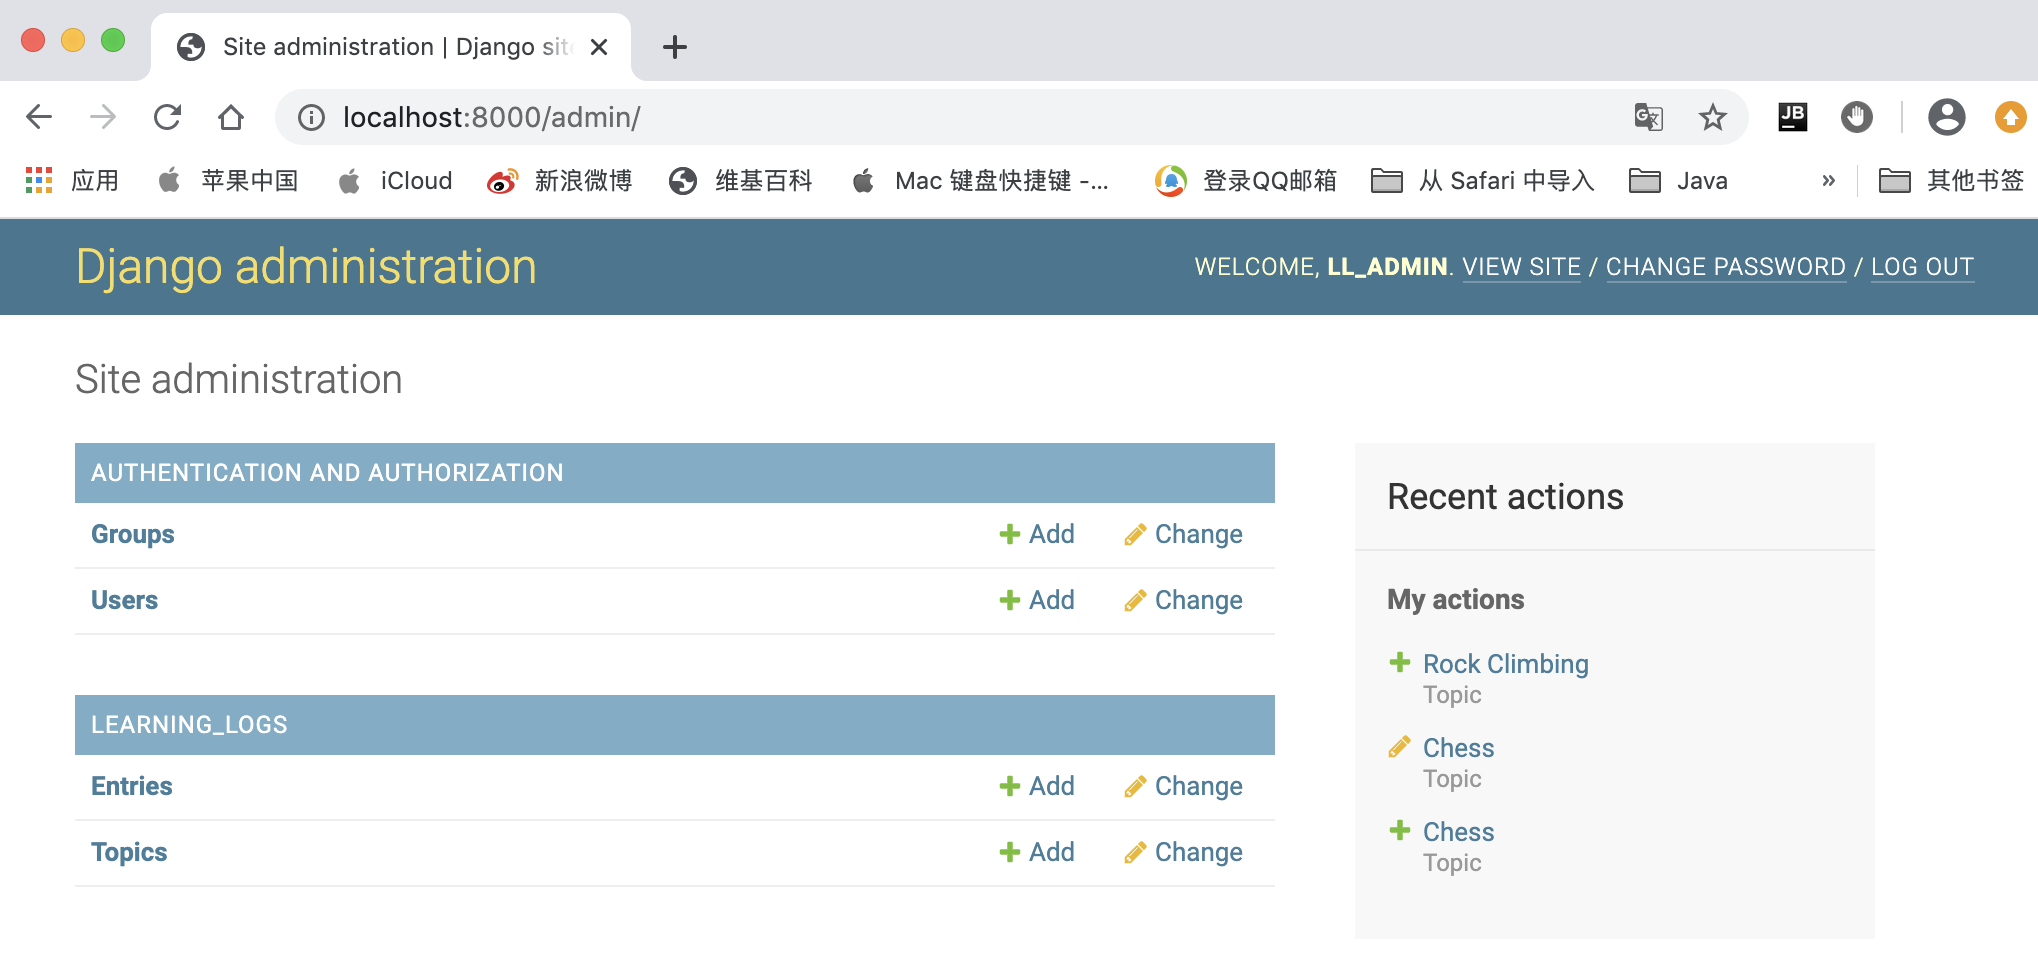 Site administration | Django sit
localhost:8000/admin/
JB
应用 苹果中国 iCloud 新浪微博 维基百科 Mac 键盘快捷键 -... 登录QQ邮箱 从 Safari 中导入 Java » 其他书签
Django administration
WELCOME, LL_ADMIN. VIEW SITE / CHANGE PASSWORD / LOG OUT
Site administration
AUTHENTICATION AND AUTHORIZATION
Groups Add Change
Users Add Change
LEARNING_LOGS
Entries Add Change
Topics Add Change
Recent actions
My actions
Rock Climbing
Topic
Chess
Topic
Chess
Topic